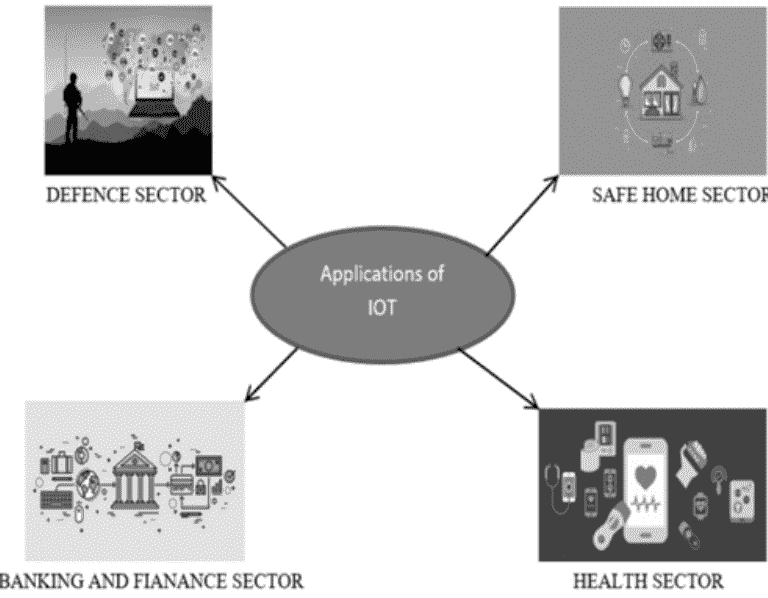 DEFENCE SECTOR
SAFE HOME SECTOR
Applications of
IOT
BANKING AND FIANANCE SECTOR
HEALTH SECTOR